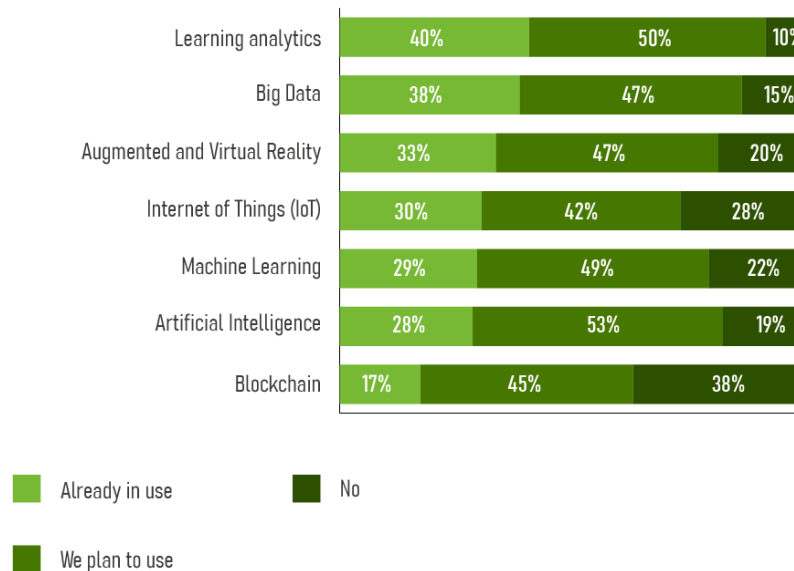 Learning analytics 40% 50% 10%
Big Data 38% 47% 15%
Augmented and Virtual Reality 33% 47% 20%
Internet of Things (IoT) 30% 42% 28%
Machine Learning 29% 49% 22%
Artificial Intelligence 28% 53% 19%
Blockchain 17% 45% 38%
Already in use No
We plan to use